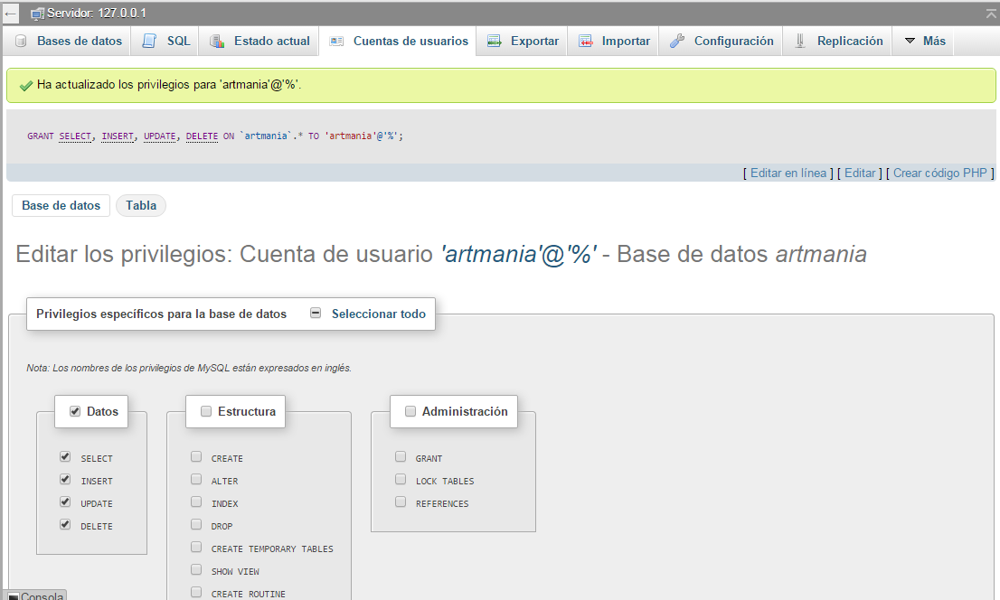 Servidor: 127.0.0.1
Bases de datos SQL Estado actual Cuentas de usuarios Exportar Importar Configuración Replicación Más
Ha actualizado los privilegios para 'artmania'@'%'.
GRANT SELECT, INSERT, UPDATE, DELETE ON `artmania`.* TO 'artmania'@'%';
[ Editar en línea ] [ Editar ] [ Crear código PHP ]
Base de datos Tabla
Editar los privilegios: Cuenta de usuario 'artmania'@'%' - Base de datos artmania
Privilegios específicos para la base de datos Seleccionar todo
Nota: Los nombres de los privilegios de MySQL están expresados en inglés.
Datos
SELECT
INSERT
UPDATE
DELETE
Estructura
CREATE
ALTER
INDEX
DROP
CREATE TEMPORARY TABLES
SHOW VIEW
CREATE ROUTINE
Administración
GRANT
LOCK TABLES
REFERENCES
Consola